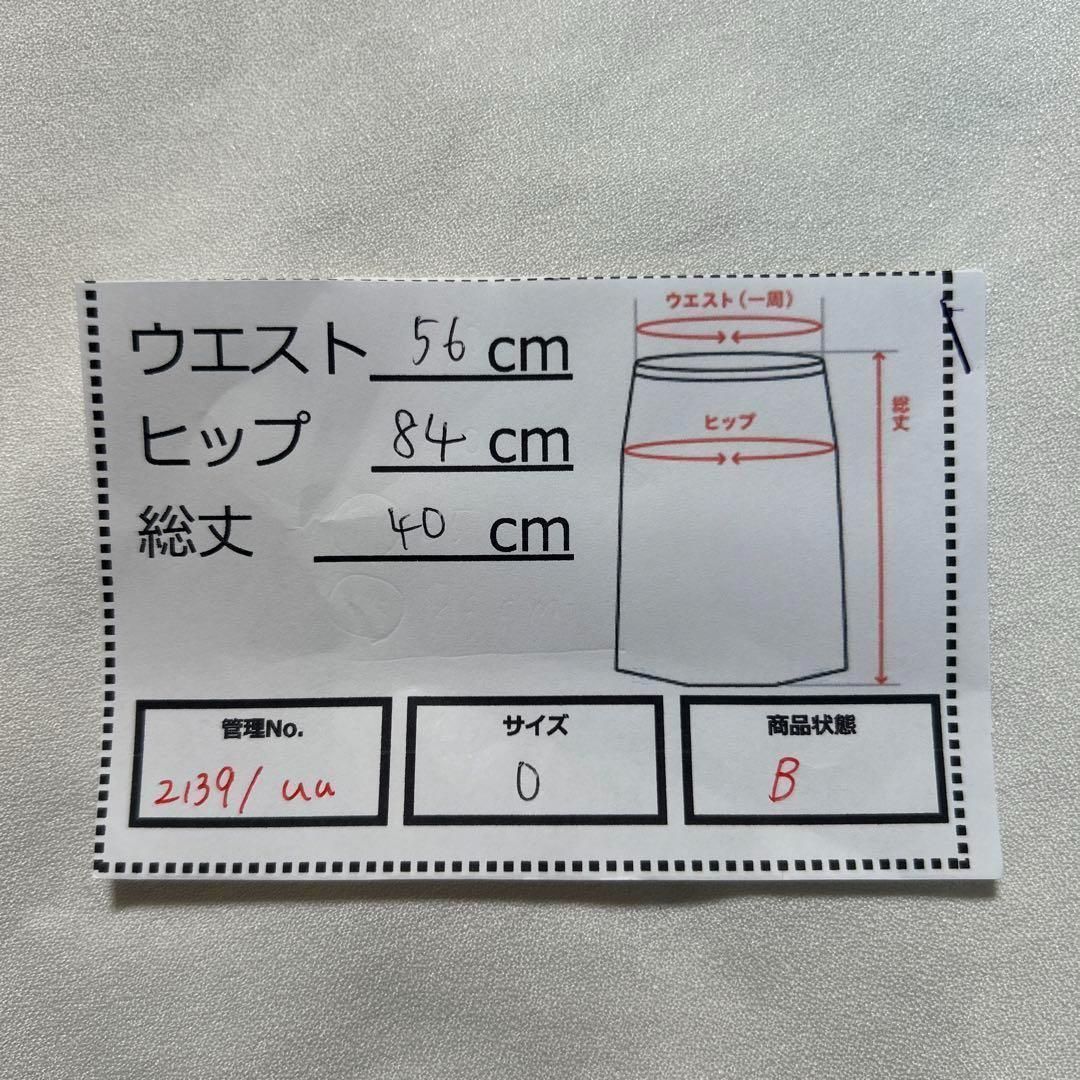 ウエスト 56 cm
ヒップ 84 cm
総丈 40 cm
ウエスト(一周)
ヒップ
総丈
管理No.
2139/ uu
サイズ
0
商品状態
B